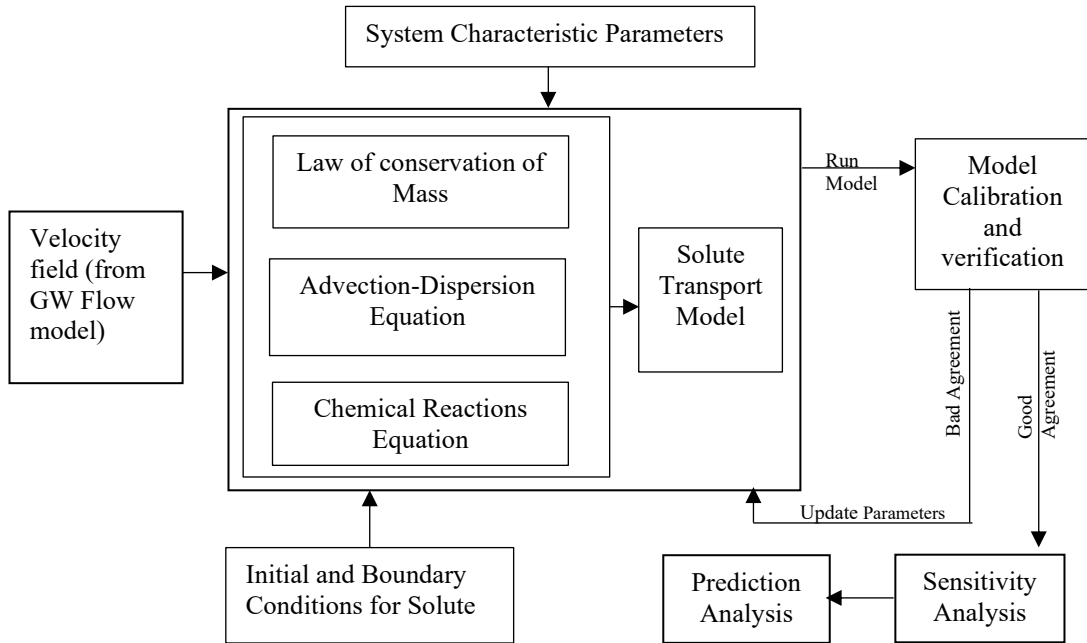 System Characteristic Parameters
Law of conservation of
Mass
Run
Model
Model
Calibration
and
verification
Velocity
field (from
GW Flow
model)
Advection-Dispersion
Equation
Solute
Transport
Model
Chemical Reactions
Equation
Bad Agreement
Good
Agreement
Update Parameters
Initial and Boundary
Conditions for Solute
Prediction
Analysis
Sensitivity
Analysis